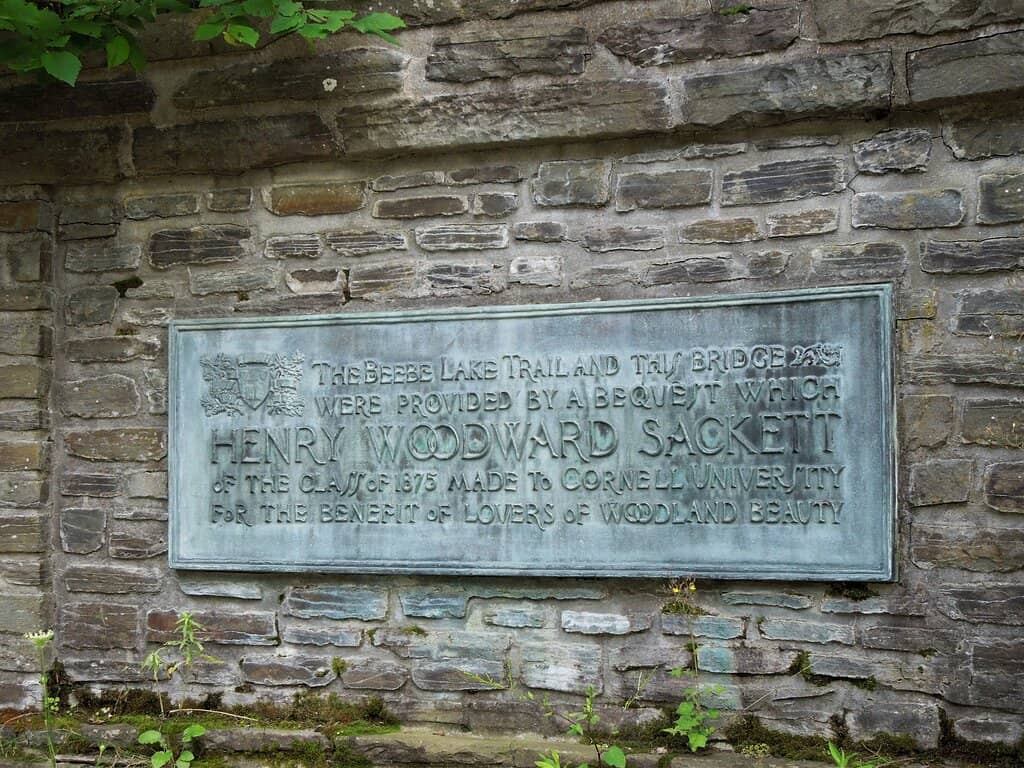 THE BEEBE LAKE TRAIL AND THIS BRIDGE
WERE PROVIDED BY A BEQUEST WHICH
HENRY WOODWARD SACKETT
OF THE CLASS OF 1875 MADE TO CORNELL UNIVERSITY
FOR THE BENEFIT OF LOVERS OF WOODLAND BEAUTY